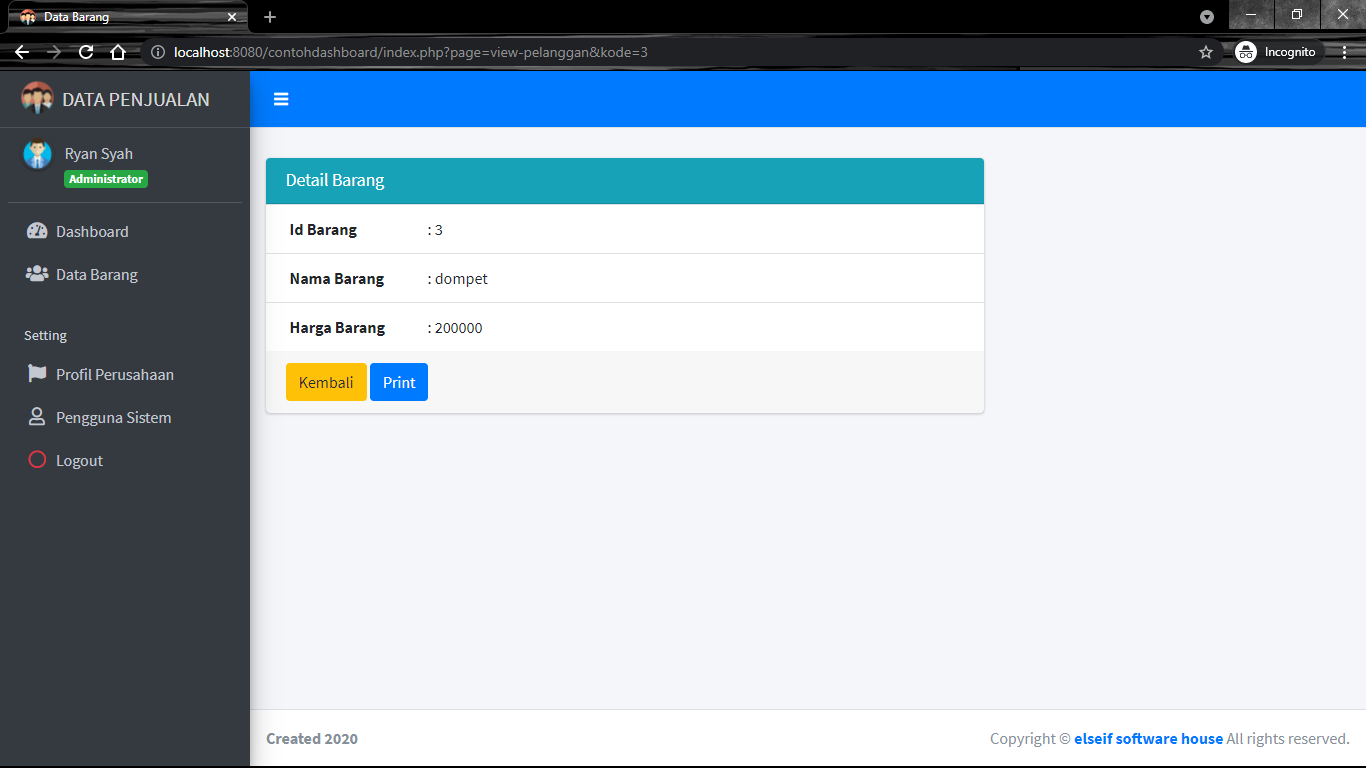 Data Barang
localhost:8080/contohdashboard/index.php?page=view-pelanggan&kode=3
Incognito
DATA PENJUALAN
Ryan Syah
Administrator
Dashboard
Data Barang
Setting
Profil Perusahaan
Pengguna Sistem
Logout
Detail Barang
Id Barang : 3
Nama Barang : dompet
Harga Barang : 200000
Kembali Print
Created 2020 Copyright © elseif software house All rights reserved.